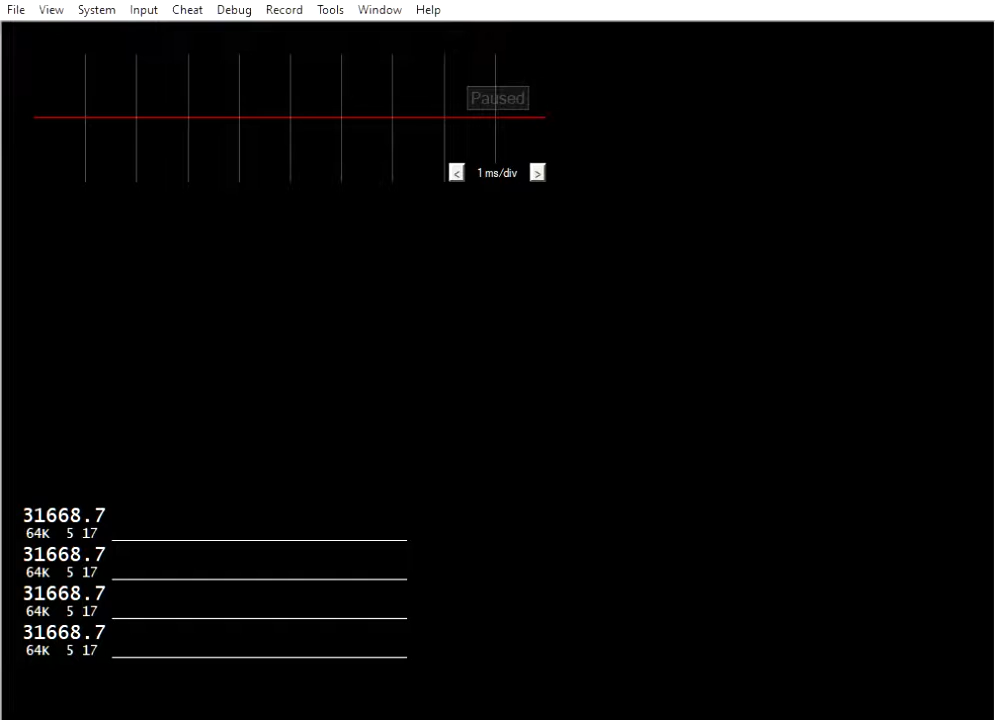 File View System Input Cheat Debug Record Tools Window Help
Paused
< 1 ms/div >
31668.7
64K 5 17
31668.7
64K 5 17
31668.7
64K 5 17
31668.7
64K 5 17